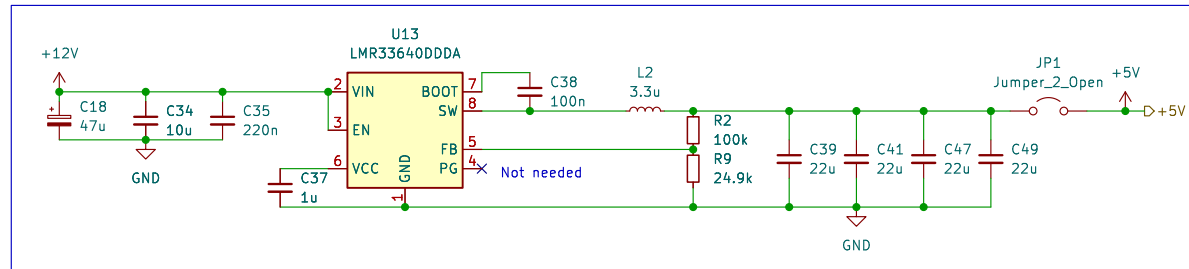 U13
LMR33640DDDA
+12V
C18
47u
C34
10u
C35
220n
GND
2
VIN
3
EN
6
VCC
GND
1
BOOT
7
SW
8
FB
5
PG
4
Not needed
C37
1u
C38
100n
L2
3.3u
R2
100k
R9
24.9k
C39
22u
C41
22u
C47
22u
C49
22u
GND
JP1
Jumper_2_Open
+5V
+5V